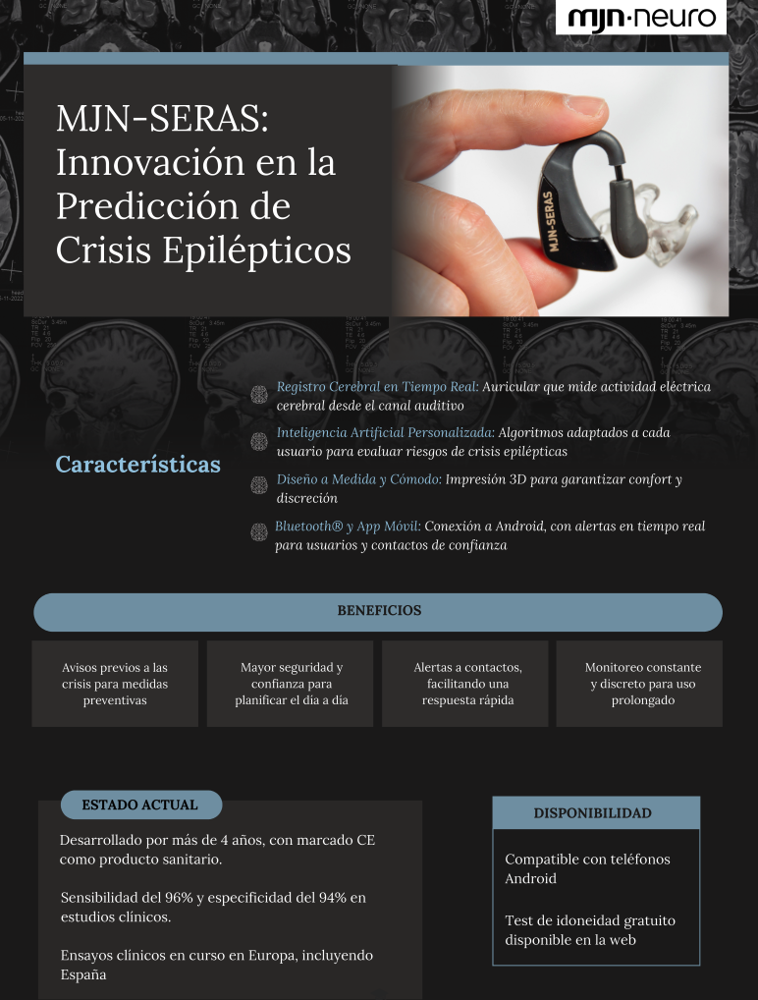 mjn·neuro
MJN-SERAS:
Innovación en la
Predicción de
Crisis Epilépticos
MJN-SERAS
Registro Cerebral en Tiempo Real: Auricular que mide actividad eléctrica
cerebral desde el canal auditivo
Inteligencia Artificial Personalizada: Algoritmos adaptados a cada
usuario para evaluar riesgos de crisis epilépticas
Características
Diseño a Medida y Cómodo: Impresión 3D para garantizar confort y
discreción
Bluetooth® y App Móvil: Conexión a Android, con alertas en tiempo real
para usuarios y contactos de confianza
BENEFICIOS
Avisos previos a las
crisis para medidas
preventivas
Mayor seguridad y
confianza para
planificar el día a día
Alertas a contactos,
facilitando una
respuesta rápida
Monitoreo constante
y discreto para uso
prolongado
ESTADO ACTUAL
Desarrollado por más de 4 años, con marcado CE
como producto sanitario.
Sensibilidad del 96% y especificidad del 94% en
estudios clínicos.
Ensayos clínicos en curso en Europa, incluyendo
España
DISPONIBILIDAD
Compatible con teléfonos
Android
Test de idoneidad gratuito
disponible en la web